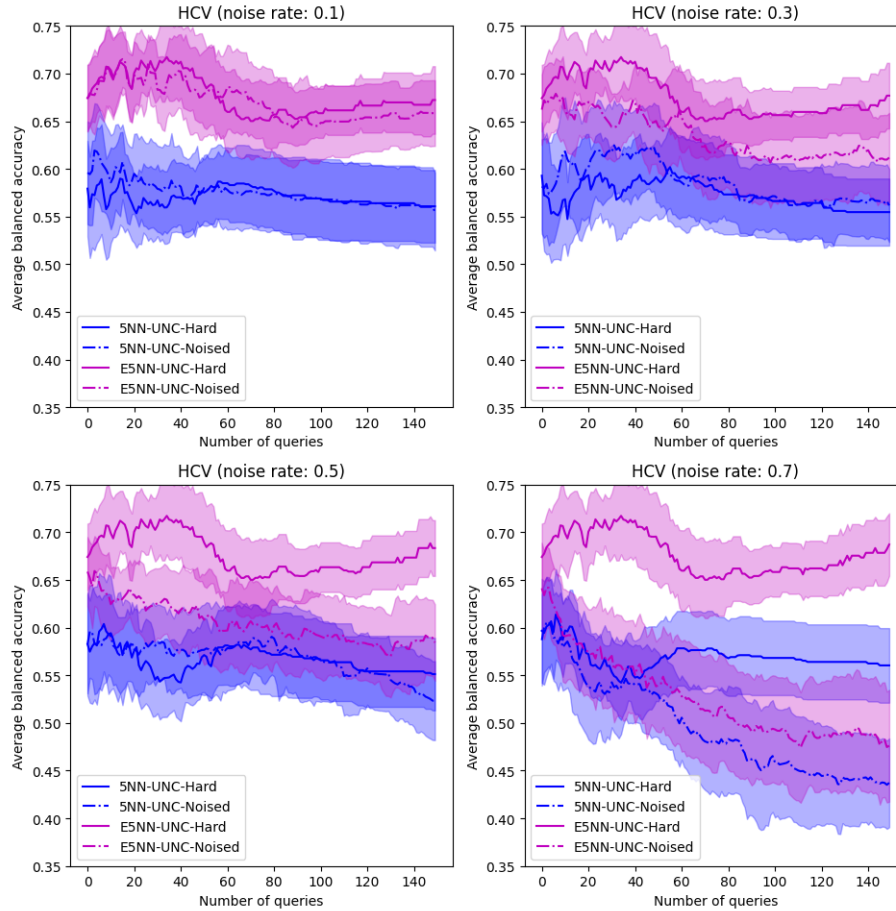 HCV (noise rate: 0.1)
0.75
0.70
0.65
0.60
0.55
0.50
0.45
0.40
0.35
Average balanced accuracy
5NN-UNC-Hard
5NN-UNC-Noised
E5NN-UNC-Hard
E5NN-UNC-Noised
0 20 40 60 80 100 120 140
Number of queries
HCV (noise rate: 0.3)
0.75
0.70
0.65
0.60
0.55
0.50
0.45
0.40
0.35
Average balanced accuracy
5NN-UNC-Hard
5NN-UNC-Noised
E5NN-UNC-Hard
E5NN-UNC-Noised
0 20 40 60 80 100 120 140
Number of queries
HCV (noise rate: 0.5)
0.75
0.70
0.65
0.60
0.55
0.50
0.45
0.40
0.35
Average balanced accuracy
5NN-UNC-Hard
5NN-UNC-Noised
E5NN-UNC-Hard
E5NN-UNC-Noised
0 20 40 60 80 100 120 140
Number of queries
HCV (noise rate: 0.7)
0.75
0.70
0.65
0.60
0.55
0.50
0.45
0.40
0.35
Average balanced accuracy
5NN-UNC-Hard
5NN-UNC-Noised
E5NN-UNC-Hard
E5NN-UNC-Noised
0 20 40 60 80 100 120 140
Number of queries